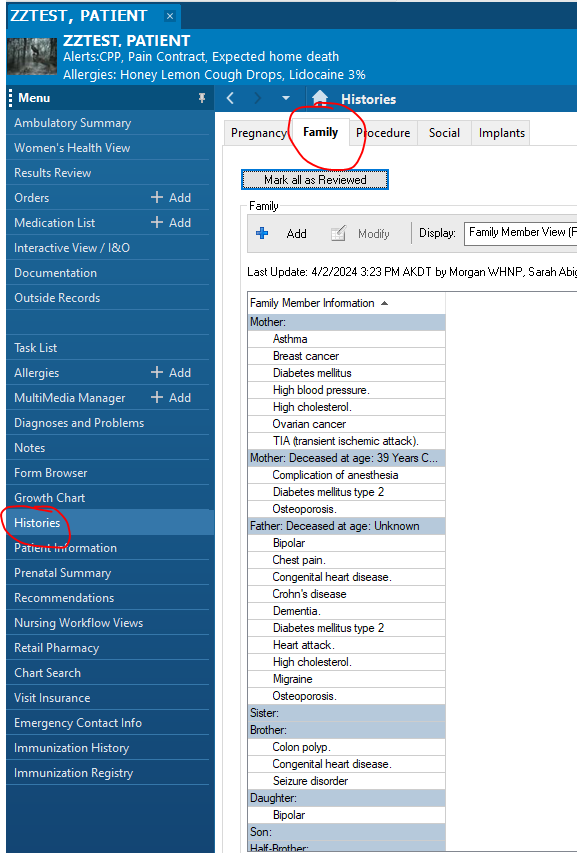 ZZTEST, PATIENT
ZZTEST, PATIENT
Alerts:CPP, Pain Contract, Expected home death
Allergies: Honey Lemon Cough Drops, Lidocaine 3%
Menu
Histories
Ambulatory Summary
Women's Health View
Results Review
Orders Add
Medication List Add
Interactive View / I&O
Documentation
Outside Records
Task List
Allergies Add
MultiMedia Manager Add
Diagnoses and Problems
Notes
Form Browser
Growth Chart
Histories
Patient Information
Prenatal Summary
Recommendations
Nursing Workflow Views
Retail Pharmacy
Chart Search
Visit Insurance
Emergency Contact Info
Immunization History
Immunization Registry
Pregnancy Family Procedure Social Implants
Mark all as Reviewed
Family
Add Modify Display: Family Member View (F
Last Update: 4/2/2024 3:23 PM AKDT by Morgan WHNP, Sarah Abig
Family Member Information
Mother:
Asthma
Breast cancer
Diabetes mellitus
High blood pressure.
High cholesterol.
Ovarian cancer
TIA (transient ischemic attack).
Mother: Deceased at age: 39 Years C...
Complication of anesthesia
Diabetes mellitus type 2
Osteoporosis.
Father: Deceased at age: Unknown
Bipolar
Chest pain.
Congenital heart disease.
Crohn's disease
Dementia.
Diabetes mellitus type 2
Heart attack.
High cholesterol.
Migraine
Osteoporosis.
Sister:
Brother:
Colon polyp.
Congenital heart disease.
Seizure disorder
Daughter:
Bipolar
Son:
Half-Brother: